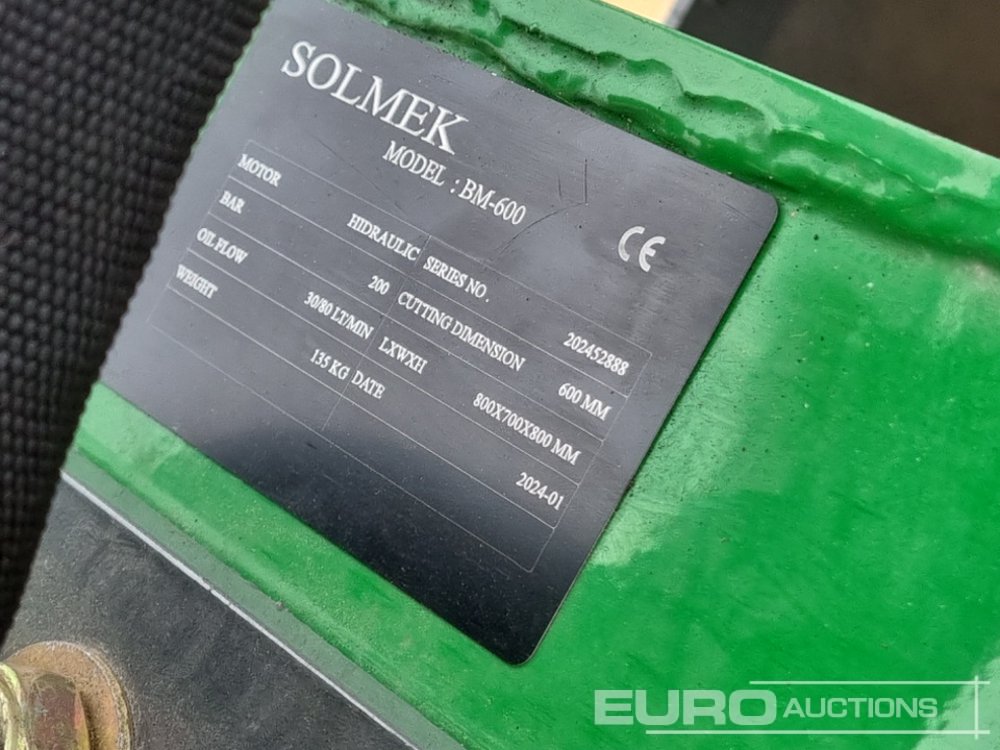 SOLMEK
MODEL : BM-600
CE
MOTOR HIDRAULIC SERIES NO. 202452888
BAR 200 CUTTING DIMENSION 600 MM
OIL FLOW 30/80 LT/MIN LXWXH 800X700X800 MM
WEIGHT 135 KG DATE 2024-01
EURO AUCTIONS